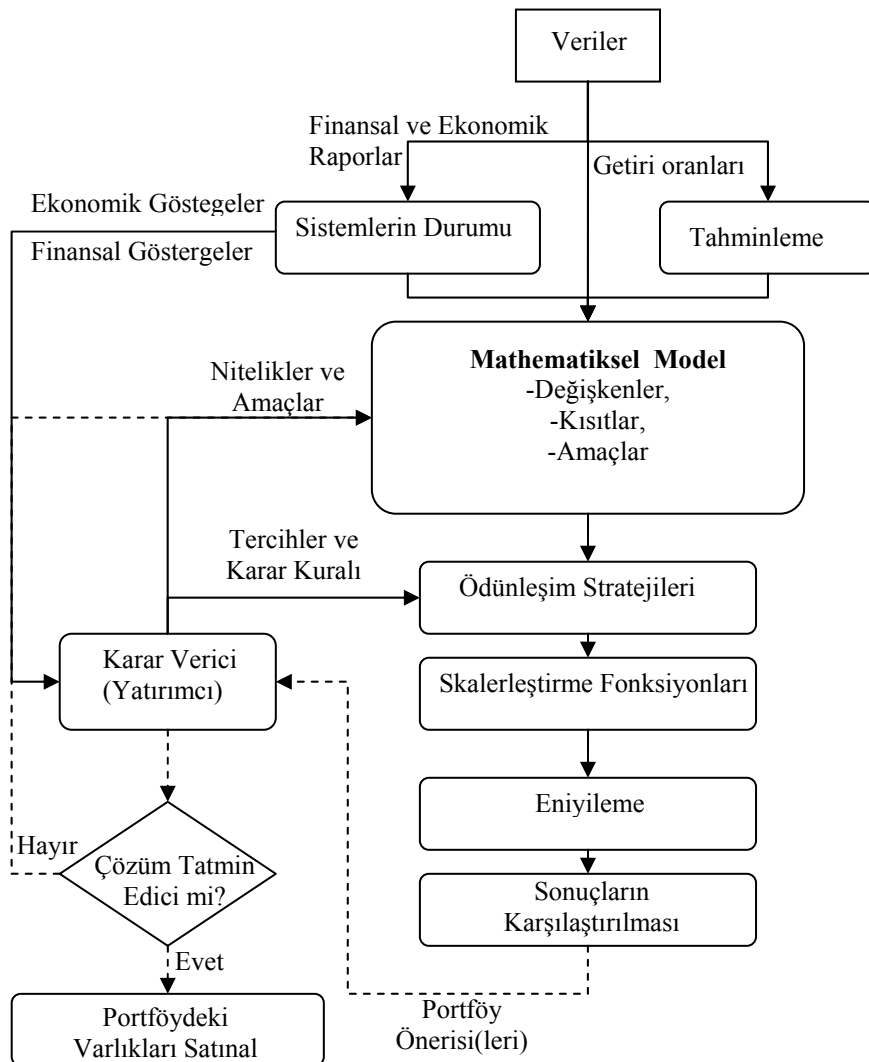 Veriler
Finansal ve Ekonomik
Raporlar
Getiri oranları
Ekonomik Göstegeler
Finansal Göstergeler
Sistemlerin Durumu
Tahminleme
Mathematiksel Model
-Değişkenler,
-Kısıtlar,
-Amaçlar
Nitelikler ve
Amaçlar
Tercihler ve
Karar Kuralı
Ödünleşim Stratejileri
Karar Verici
(Yatırımcı)
Skalerleştirme Fonksiyonları
Eniyileme
Hayır
Çözüm Tatmin
Edici mi?
Sonuçların
Karşılaştırılması
Evet
Portföydeki
Varlıkları Satınal
Portföy
Önerisi(leri)